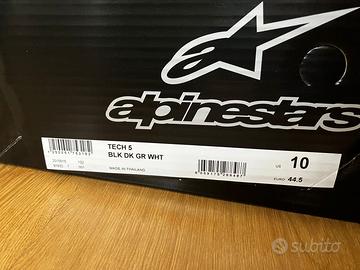 alpinestars
TECH 5
BLK DK GR WHT
US 10
MADE IN THAILAND
EURO 44.5
subito